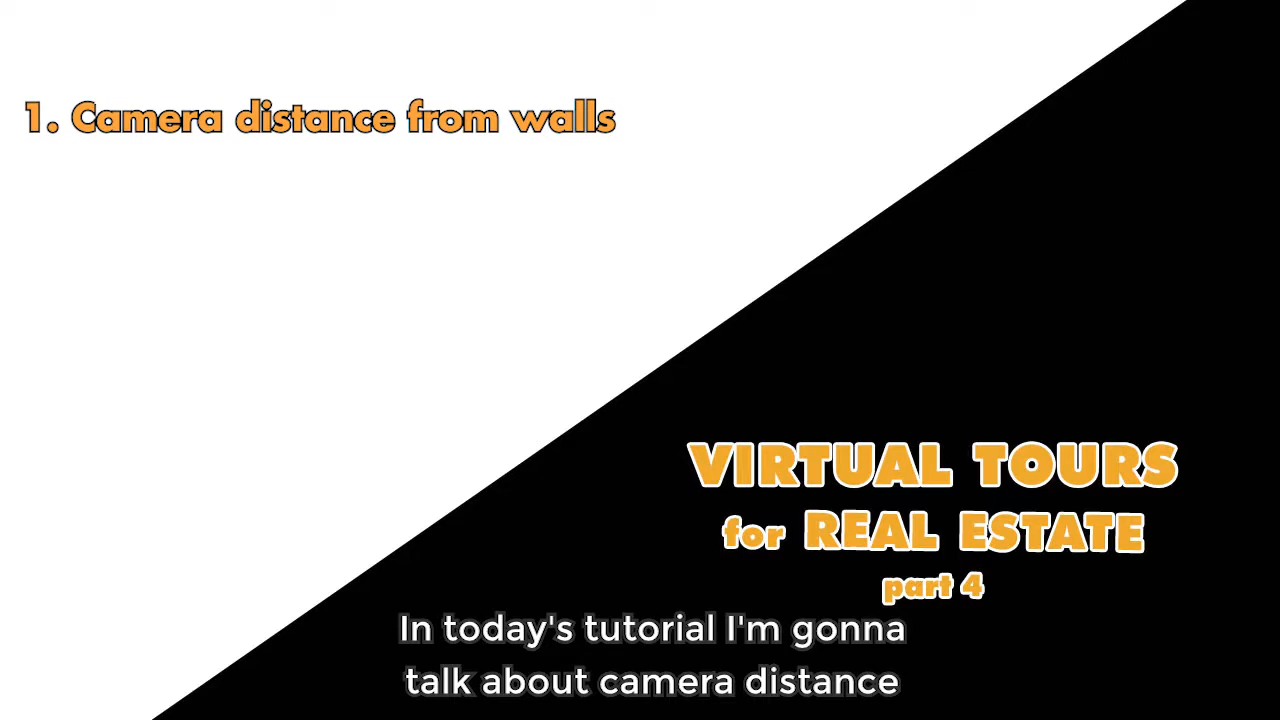 1. Camera distance from walls
VIRTUAL TOURS
for REAL ESTATE
part 4
In today's tutorial I'm gonna
talk about camera distance